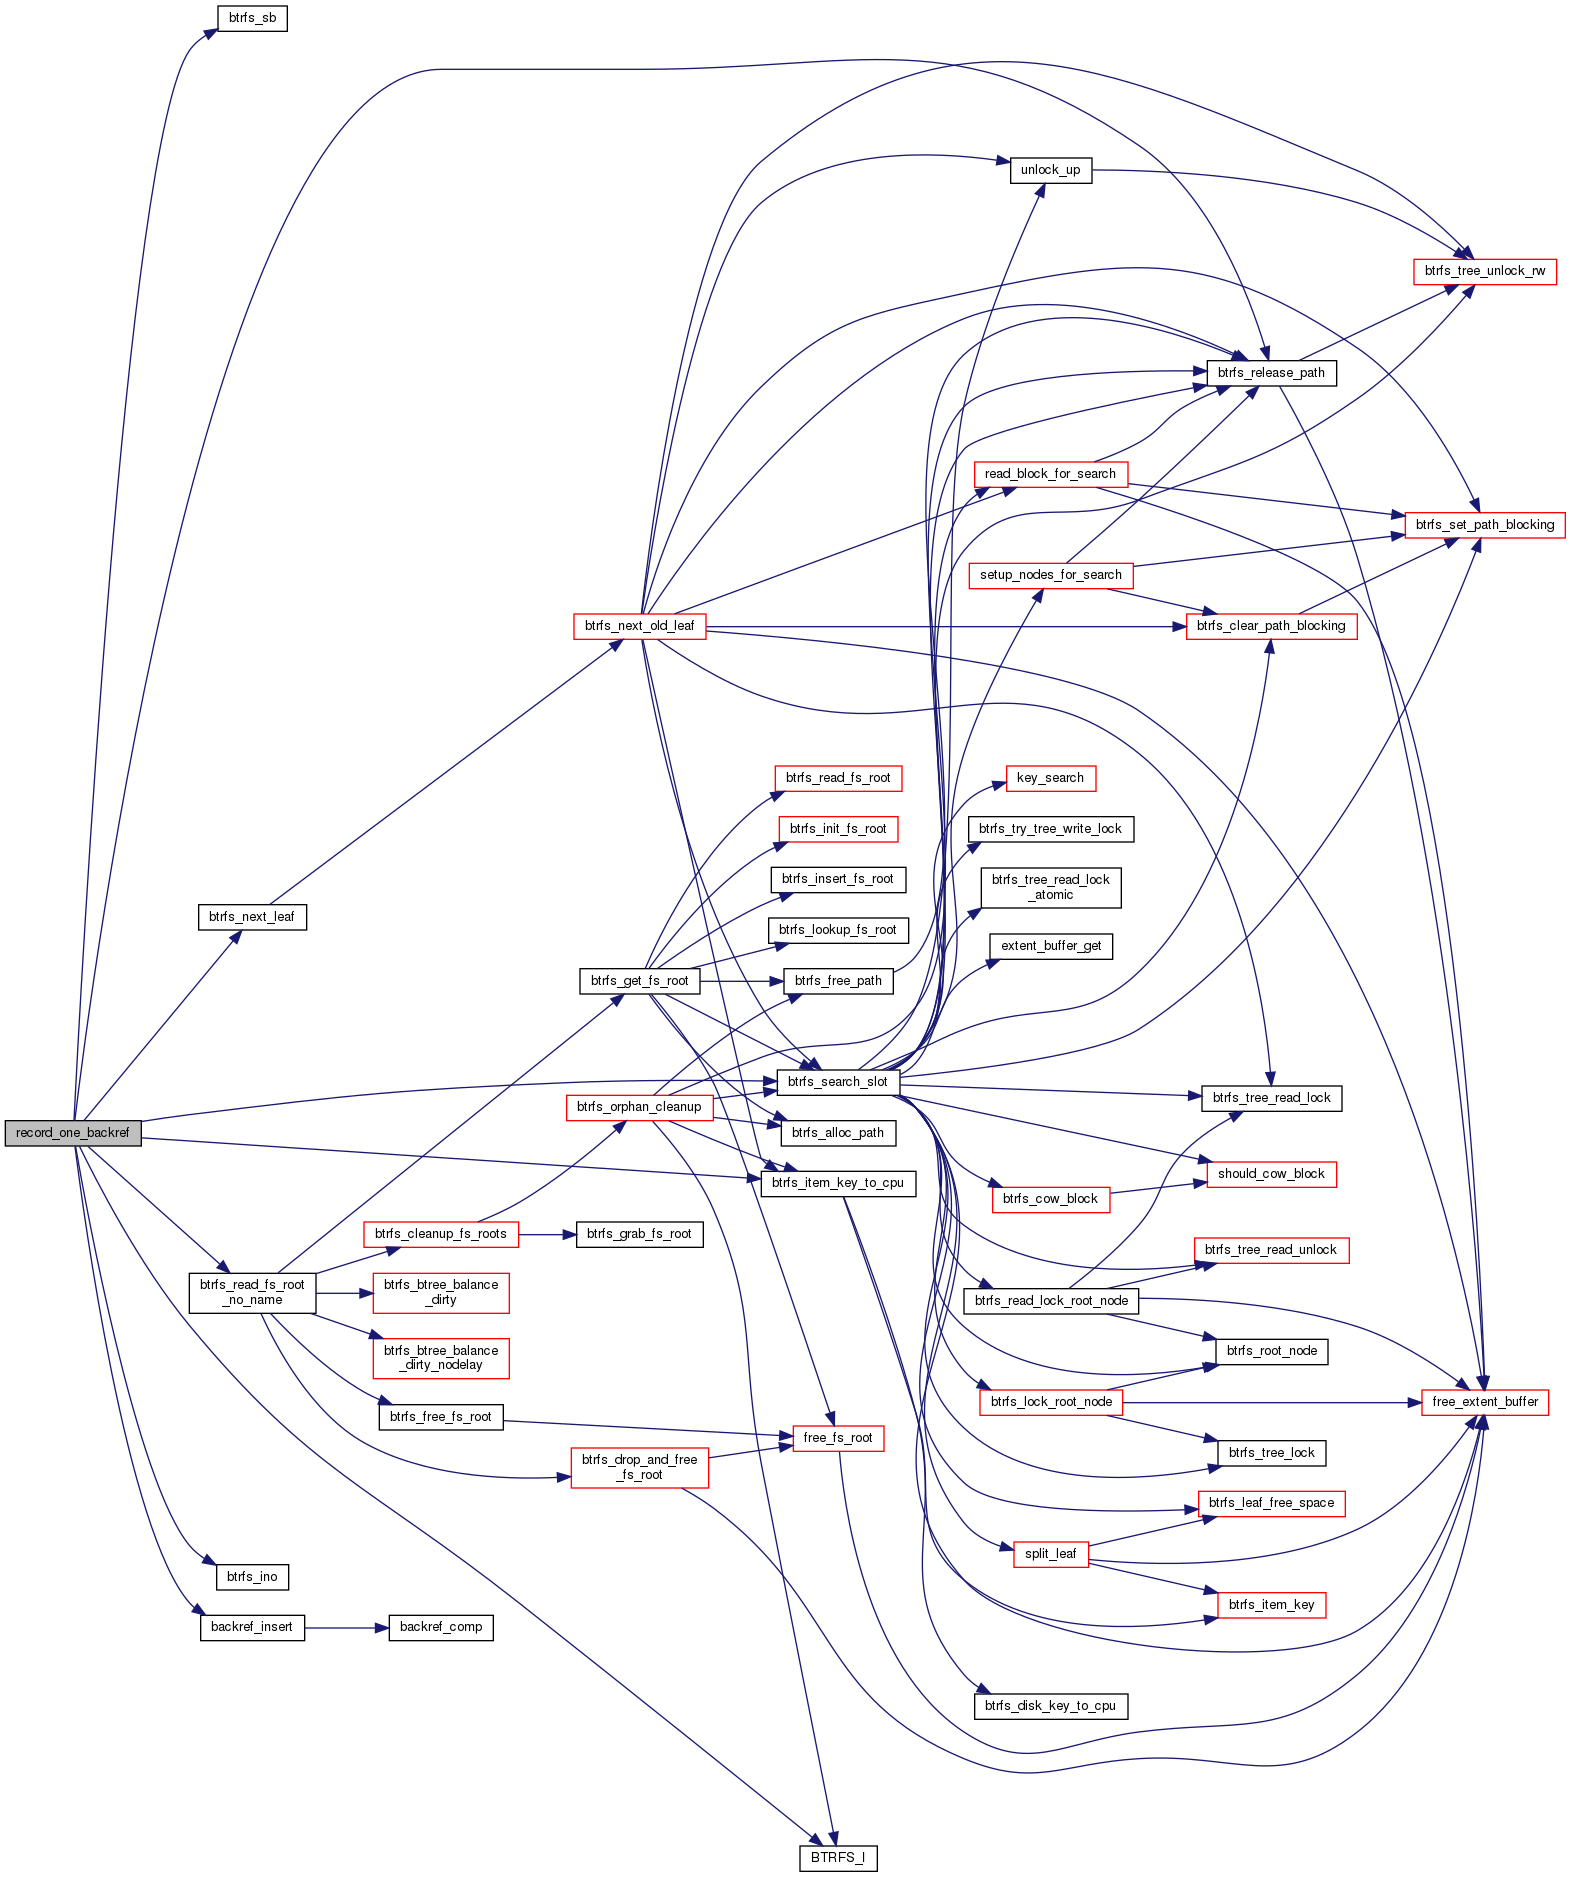 btrfs_sb
unlock_up
btrfs_tree_unlock_rw
btrfs_release_path
read_block_for_search
btrfs_set_path_blocking
setup_nodes_for_search
btrfs_next_old_leaf
btrfs_clear_path_blocking
btrfs_read_fs_root
key_search
btrfs_init_fs_root
btrfs_try_tree_write_lock
btrfs_insert_fs_root
btrfs_tree_read_lock
_atomic
btrfs_next_leaf
btrfs_lookup_fs_root
extent_buffer_get
btrfs_get_fs_root
btrfs_free_path
btrfs_search_slot
btrfs_tree_read_lock
btrfs_orphan_cleanup
record_one_backref
btrfs_alloc_path
should_cow_block
btrfs_item_key_to_cpu
btrfs_cow_block
btrfs_cleanup_fs_roots
btrfs_grab_fs_root
btrfs_tree_read_unlock
btrfs_read_fs_root
_no_name
btrfs_btree_balance
_dirty
btrfs_read_lock_root_node
btrfs_btree_balance
_dirty_nodelay
btrfs_root_node
btrfs_lock_root_node
free_extent_buffer
btrfs_free_fs_root
free_fs_root
btrfs_tree_lock
btrfs_drop_and_free
_fs_root
btrfs_leaf_free_space
split_leaf
btrfs_ino
btrfs_item_key
backref_insert
backref_comp
btrfs_disk_key_to_cpu
BTRFS_I